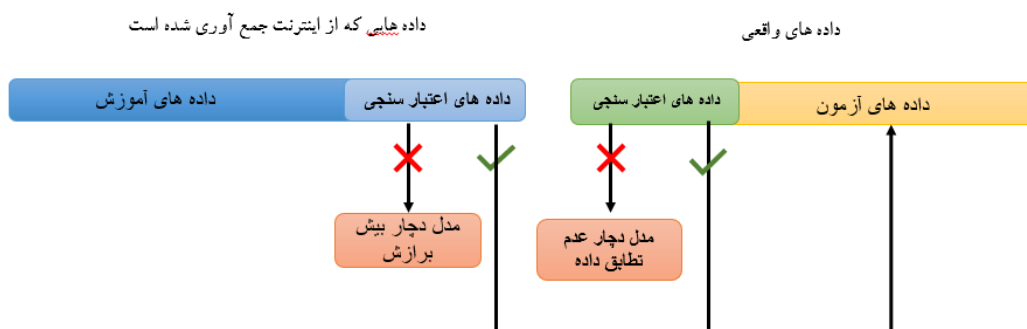 داده هایی که از اینترنت جمع آوری شده است
داده های واقعی
داده های آموزش
داده های اعتبار سنجی
داده های اعتبار سنجی
داده های آزمون
مدل دچار بیش
برازش
مدل دچار عدم
تطابق داده